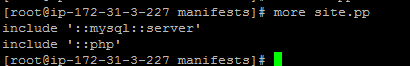 [root@ip-172-31-3-227 manifests]# more site.pp
include '::mysql::server'
include '::php'
[root@ip-172-31-3-227 manifests]#